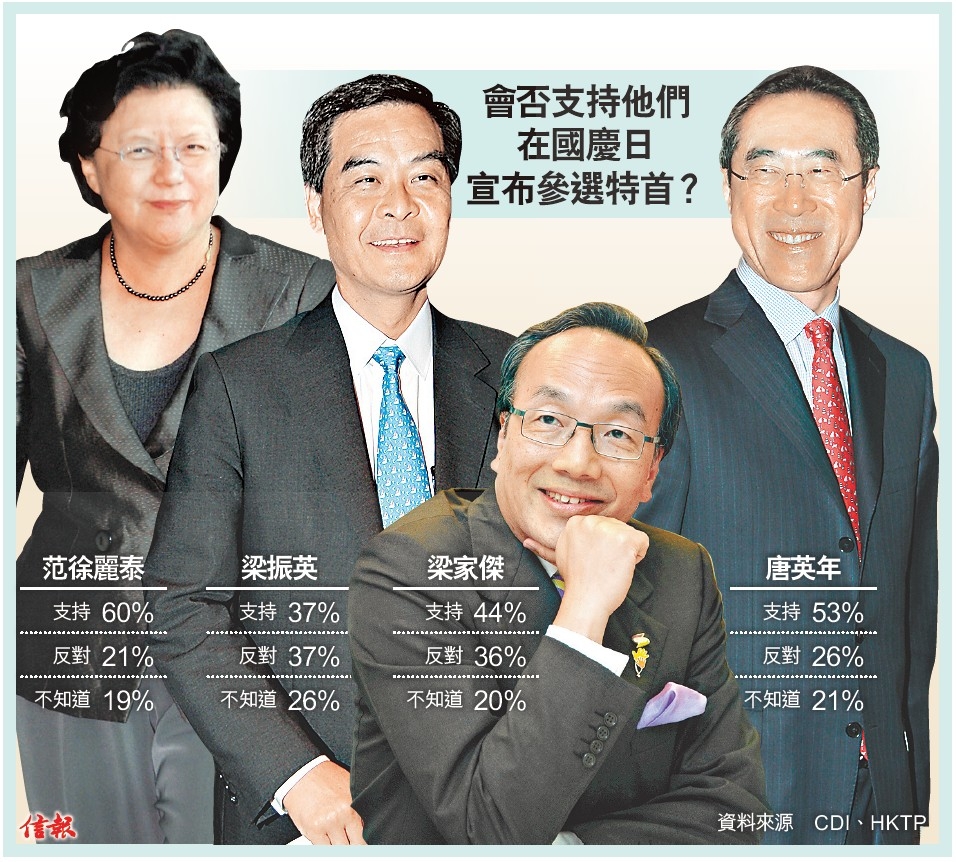 會否支持他們
在國慶日
宣布參選特首？
范徐麗泰
支持 60%
反對 21%
不知道 19%
梁振英
支持 37%
反對 37%
不知道 26%
梁家傑
支持 44%
反對 36%
不知道 20%
唐英年
支持 53%
反對 26%
不知道 21%
信報
資料來源 CDI、HKTP